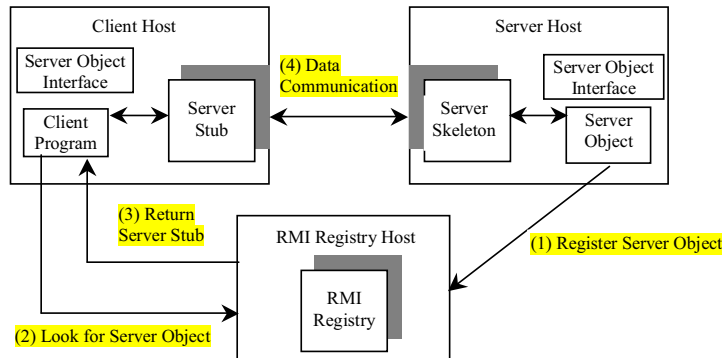 Client Host
Server Object
Interface
Client
Program
Server
Stub
(4) Data
Communication
Server Host
Server Object
Interface
Server
Skeleton
Server
Object
(3) Return
Server Stub
RMI Registry Host
(1) Register Server Object
RMI
Registry
(2) Look for Server Object